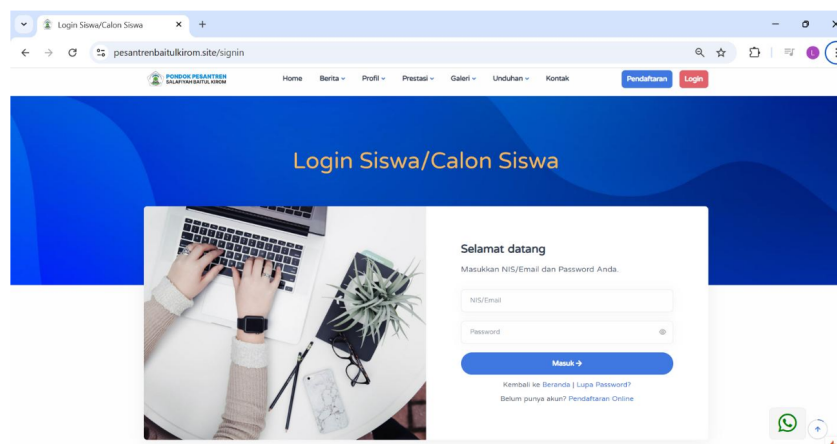 Login Siswa/Calon Siswa
pesantrenbaitulkirom.site/signin
L
PONDOK PESANTREN
SALAFIYAH BAITUL KIROM
Home Berita Profil Prestasi Galeri Unduhan Kontak Pendaftaran Login
Login Siswa/Calon Siswa
Selamat datang
Masukkan NIS/Email dan Password Anda.
NIS/Email
Password
Masuk →
Kembali ke Beranda | Lupa Password?
Belum punya akun? Pendaftaran Online